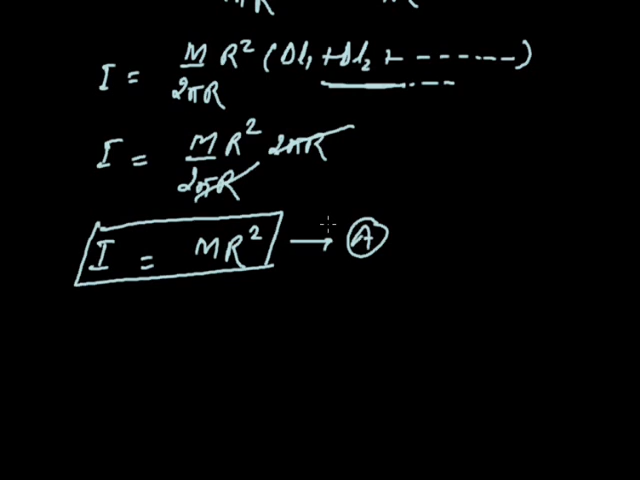 I = M/2πR R² (Δl₁ + Δl₂ + ------)
I = M/2πR R² 2πR
I = MR² → A